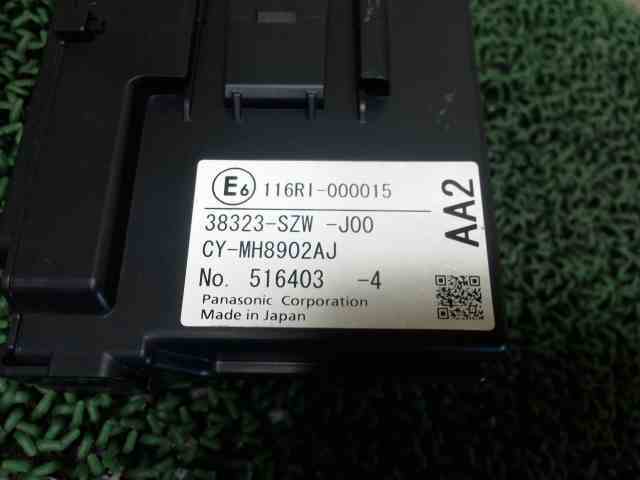 E6 116RI-000015
38323-SZW -J00
CY-MH8902AJ
No. 516403 -4
Panasonic Corporation
Made in Japan
AA2